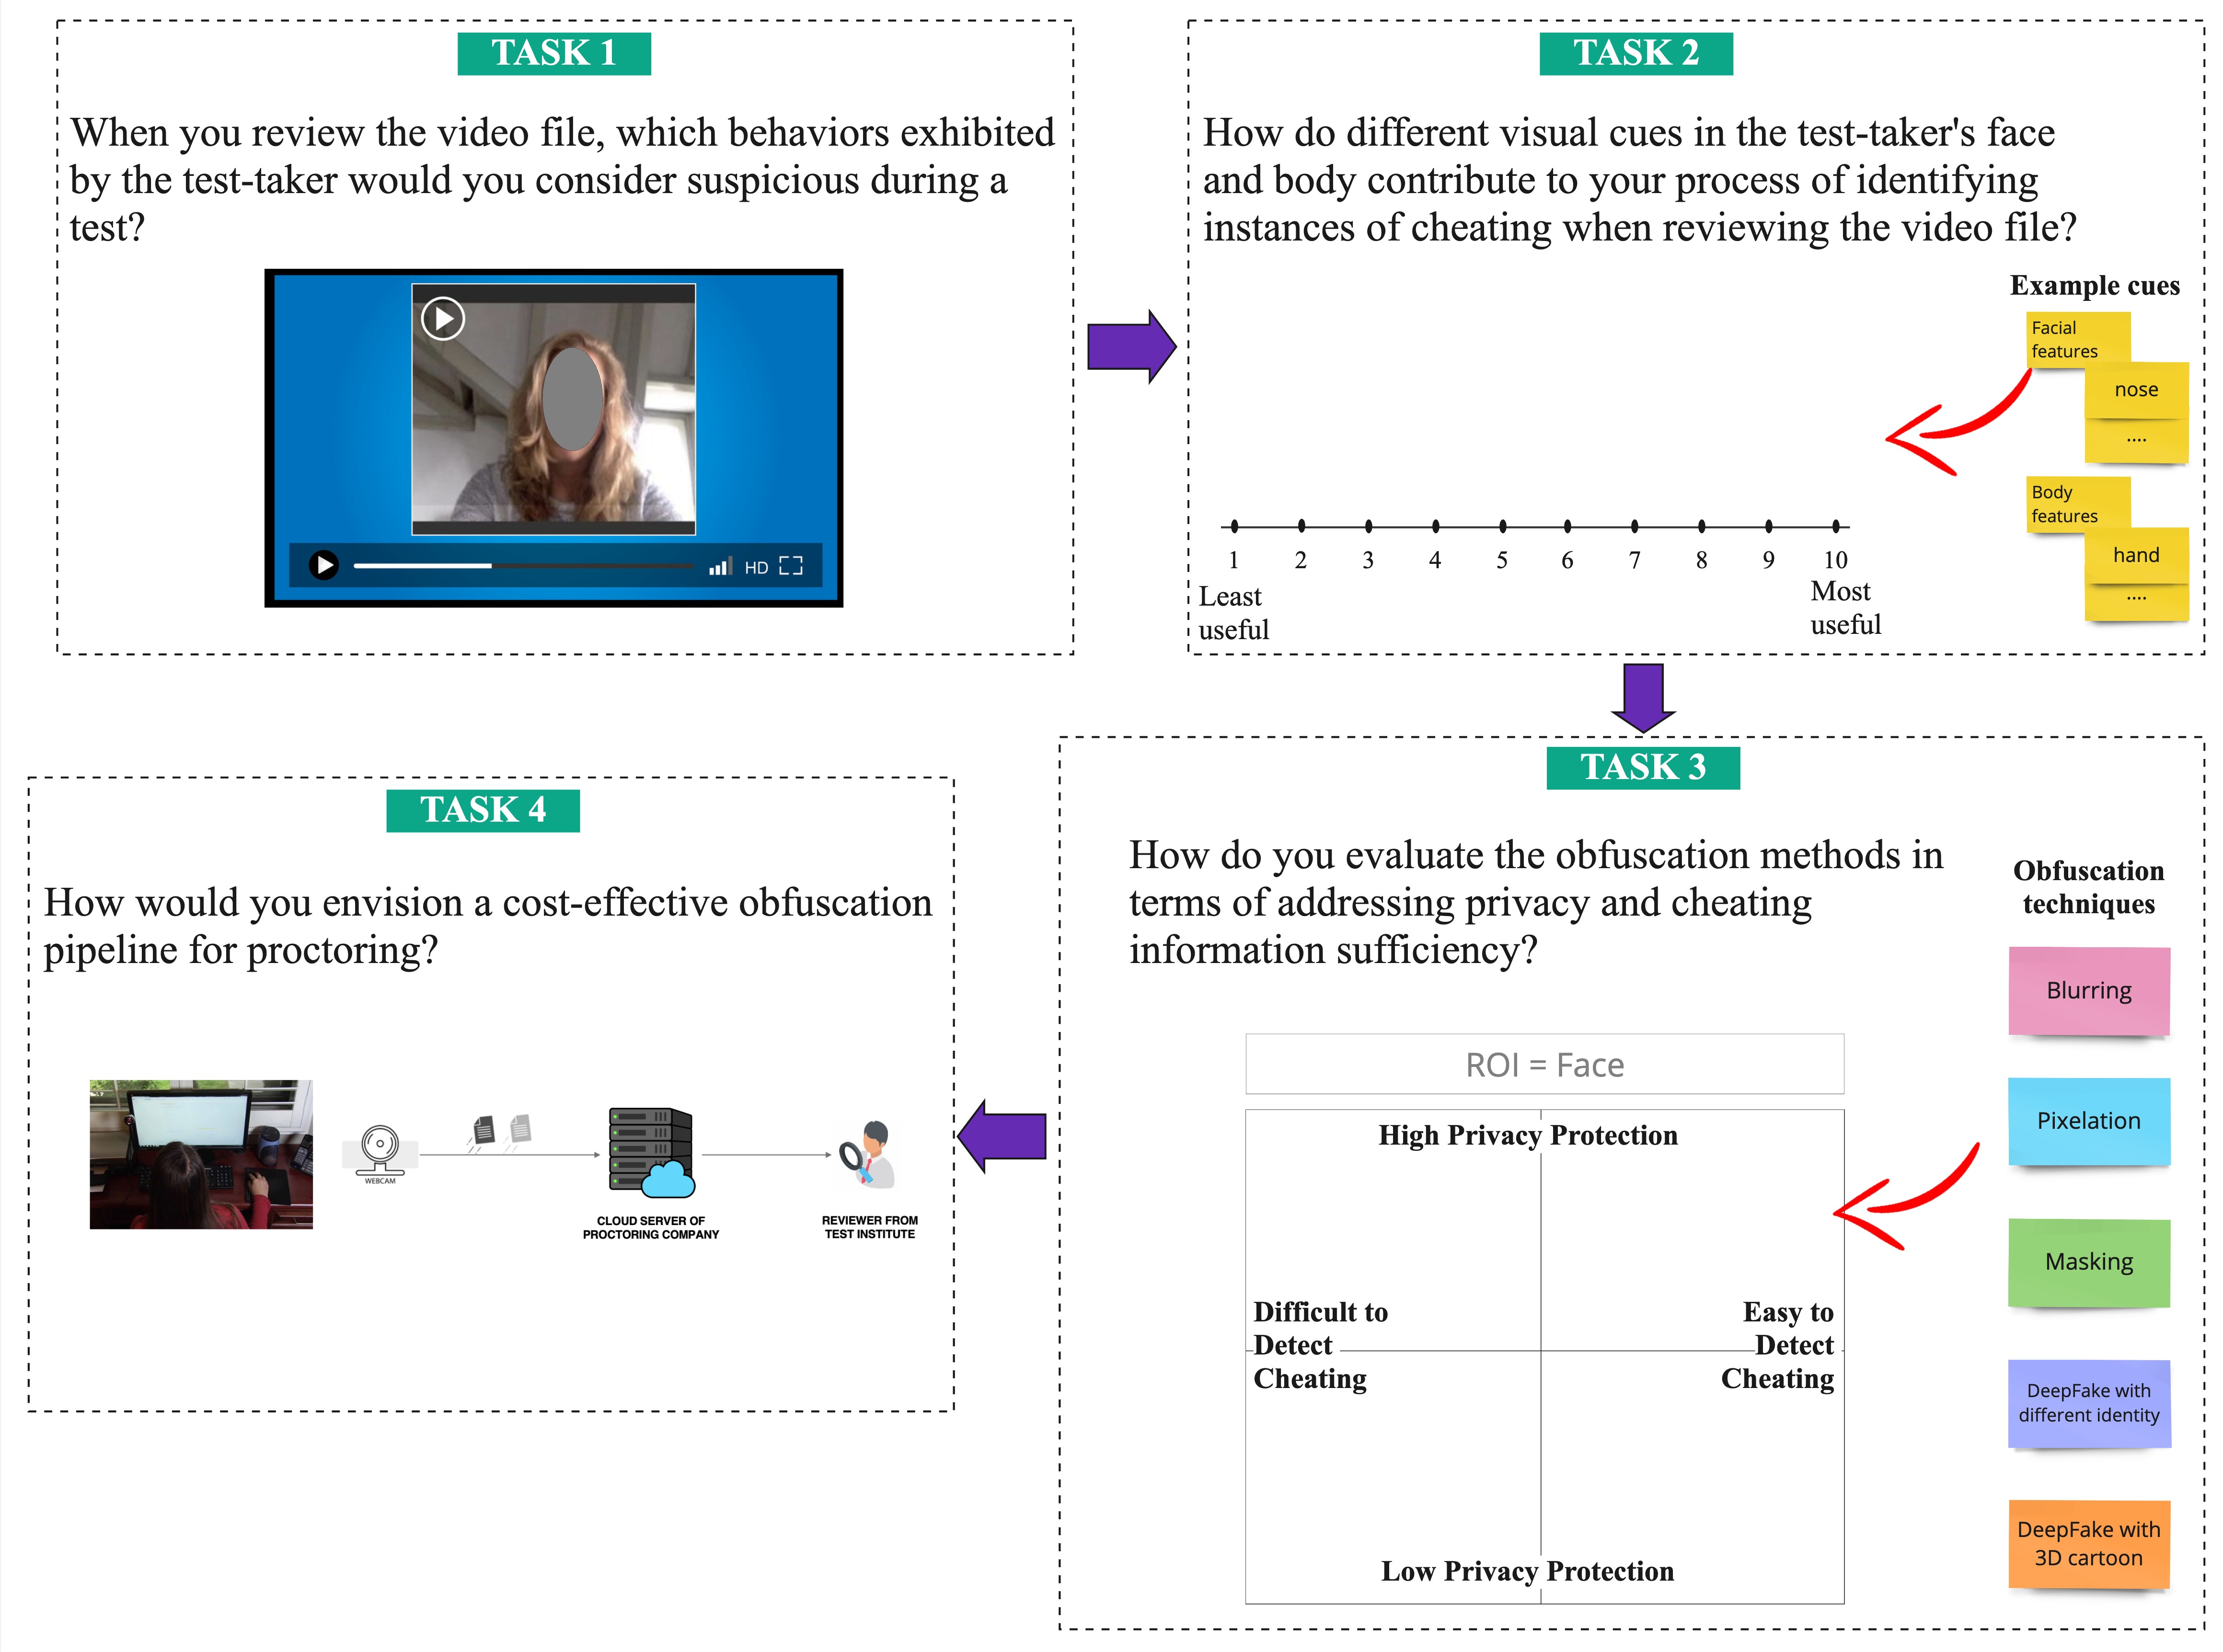 TASK 1
When you review the video file, which behaviors exhibited
by the test-taker would you consider suspicious during a
test?
HD
TASK 2
How do different visual cues in the test-taker's face
and body contribute to your process of identifying
instances of cheating when reviewing the video file?
Example cues
Facial
features
nose
....
Body
features
hand
....
1 2 3 4 5 6 7 8 9 10
Least
useful
Most
useful
TASK 3
How do you evaluate the obfuscation methods in
terms of addressing privacy and cheating
information sufficiency?
Obfuscation
techniques
Blurring
Pixelation
Masking
DeepFake with
different identity
DeepFake with
3D cartoon
ROI = Face
High Privacy Protection
Difficult to
Detect
Cheating
Easy to
Detect
Cheating
Low Privacy Protection
TASK 4
How would you envision a cost-effective obfuscation
pipeline for proctoring?
WEBCAM
CLOUD SERVER OF
PROCTORING COMPANY
REVIEWER FROM
TEST INSTITUTE